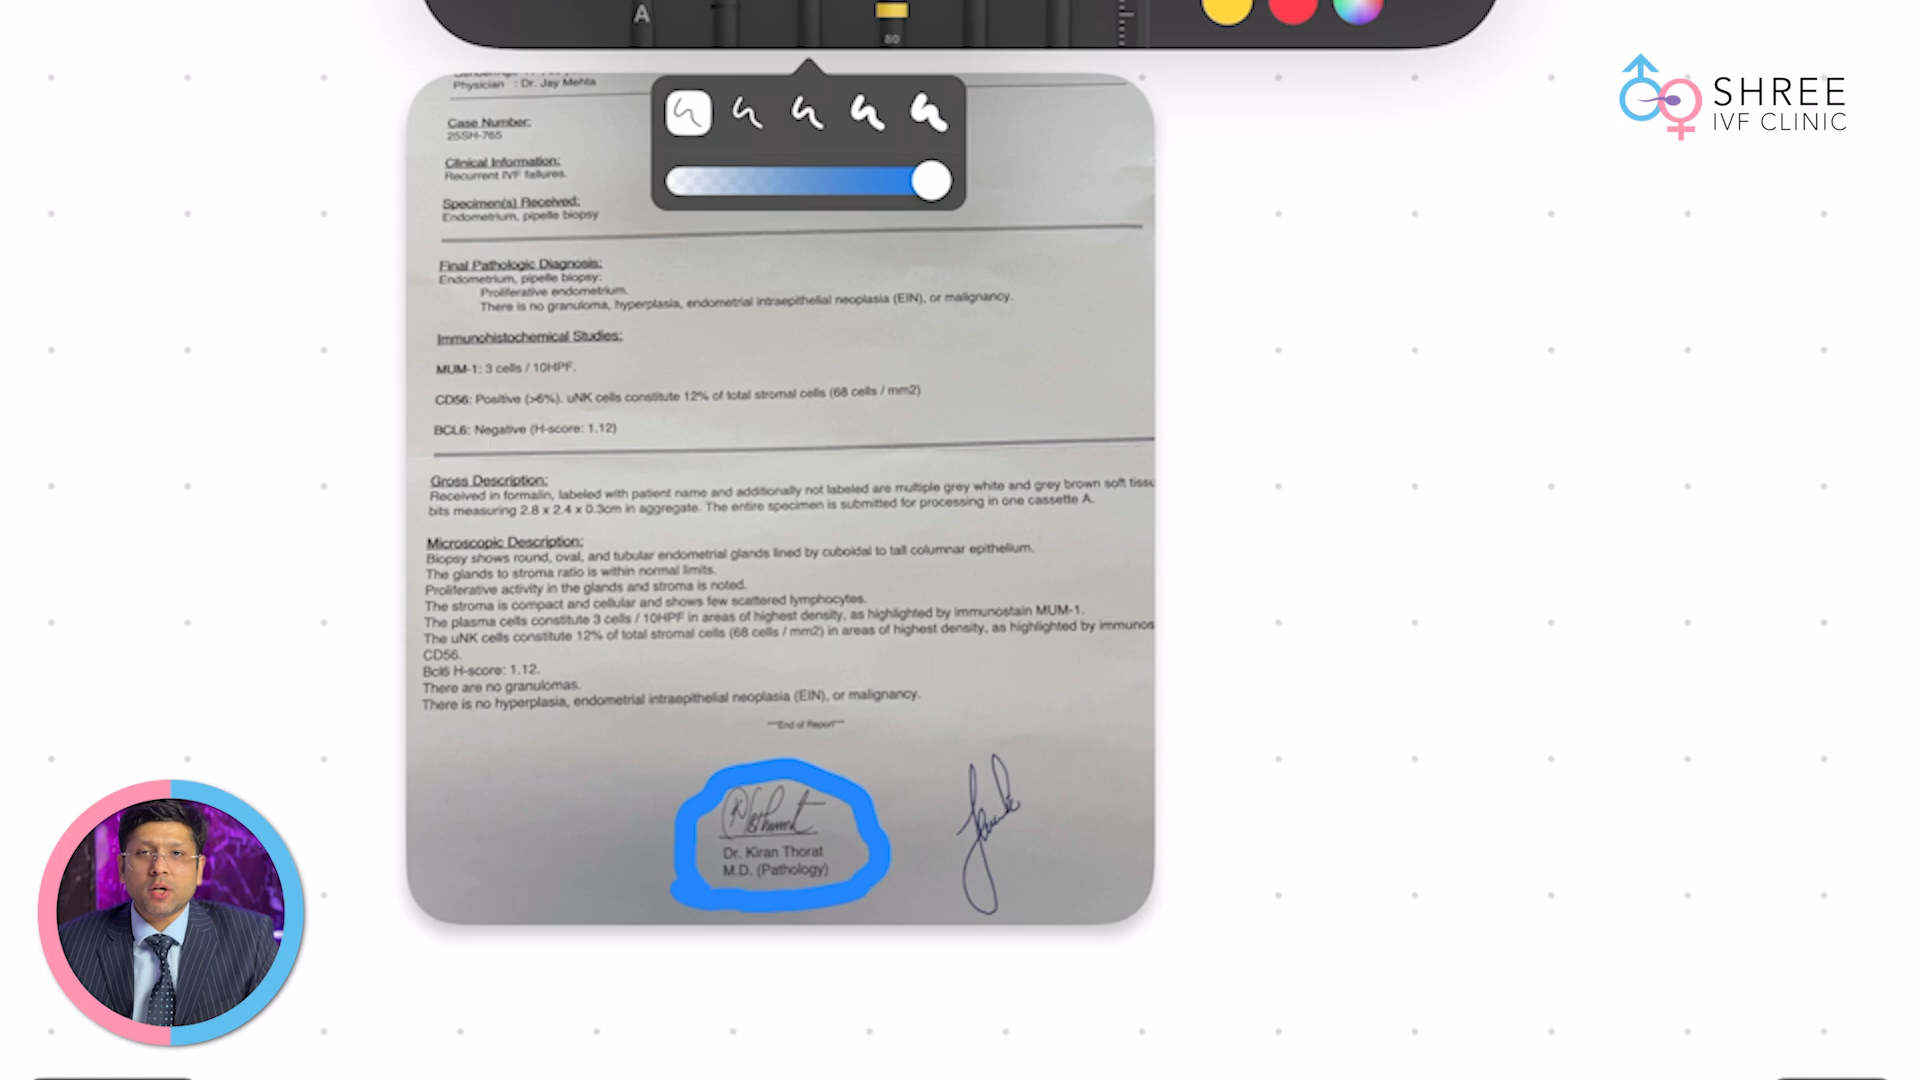 A
80
SHREE
IVF CLINIC
Physician : Dr. Jay Mehta
Case Number:
25SH-765
Clinical Information:
Recurrent IVF failures.
Specimen(s) Received:
Endometrium, pipelle biopsy
Final Pathologic Diagnosis:
Endometrium, pipelle biopsy:
Proliferative endometrium.
There is no granuloma, hyperplasia, endometrial intraepithelial neoplasia (EIN), or malignancy.
Immunohistochemical Studies:
MUM-1: 3 cells / 10HPF.
CD56: Positive (>6%). uNK cells constitute 12% of total stromal cells (68 cells / mm2)
BCL6: Negative (H-score: 1.12)
Gross Description:
Received in formalin, labeled with patient name and additionally not labeled are multiple grey white and grey brown soft tissu
bits measuring 2.8 x 2.4 x 0.3cm in aggregate. The entire specimen is submitted for processing in one cassette A.
Microscopic Description:
Biopsy shows round, oval, and tubular endometrial glands lined by cuboidal to tall columnar epithelium.
The glands to stroma ratio is within normal limits.
Proliferative activity in the glands and stroma is noted.
The stroma is compact and cellular and shows few scattered lymphocytes.
The plasma cells constitute 3 cells / 10HPF in areas of highest density, as highlighted by immunostain MUM-1.
The uNK cells constitute 12% of total stromal cells (68 cells / mm2) in areas of highest density, as highlighted by immunos
CD56.
Bcl6 H-score: 1.12.
There are no granulomas.
There is no hyperplasia, endometrial intraepithelial neoplasia (EIN), or malignancy.
***End of Report***
Dr. Kiran Thorat
M.D. (Pathology)